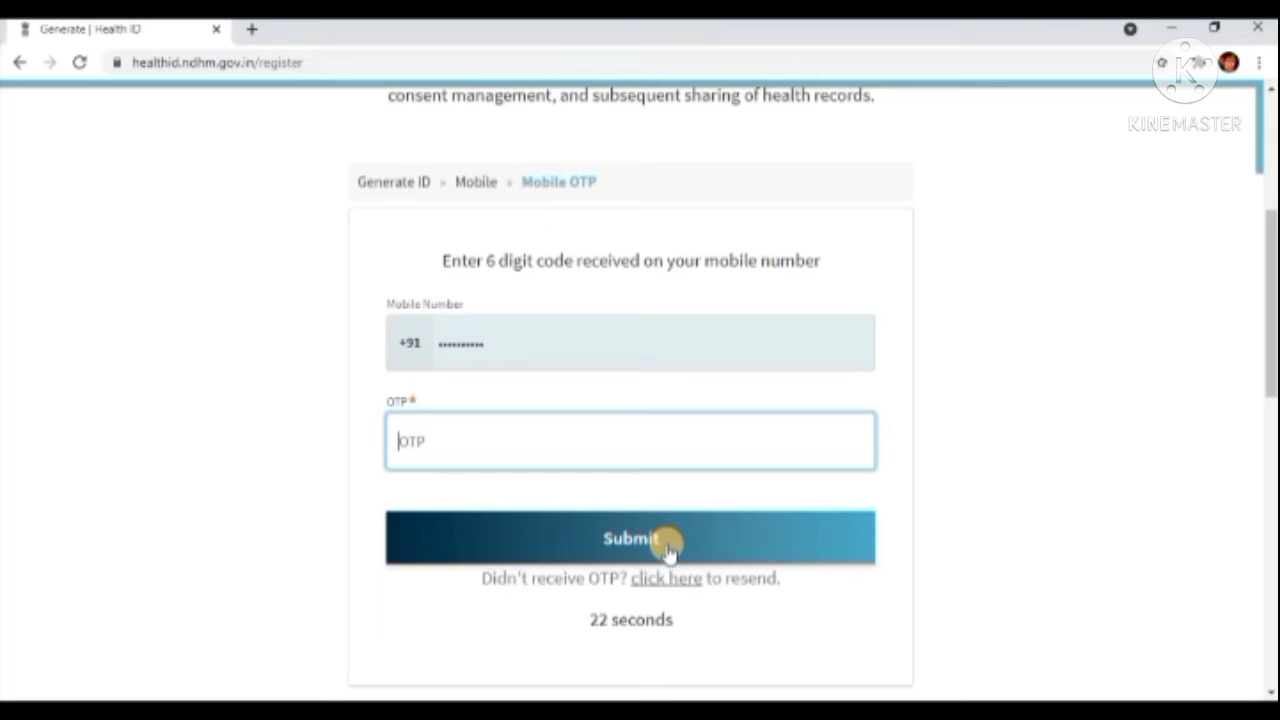 Generate | Health ID
healthid.ndhm.gov.in/register
KINEMASTER
consent management, and subsequent sharing of health records.
Generate ID » Mobile » Mobile OTP
Enter 6 digit code received on your mobile number
Mobile Number
+91 ••••••••••
OTP*
OTP
Submit
Didn't receive OTP? click here to resend.
22 seconds